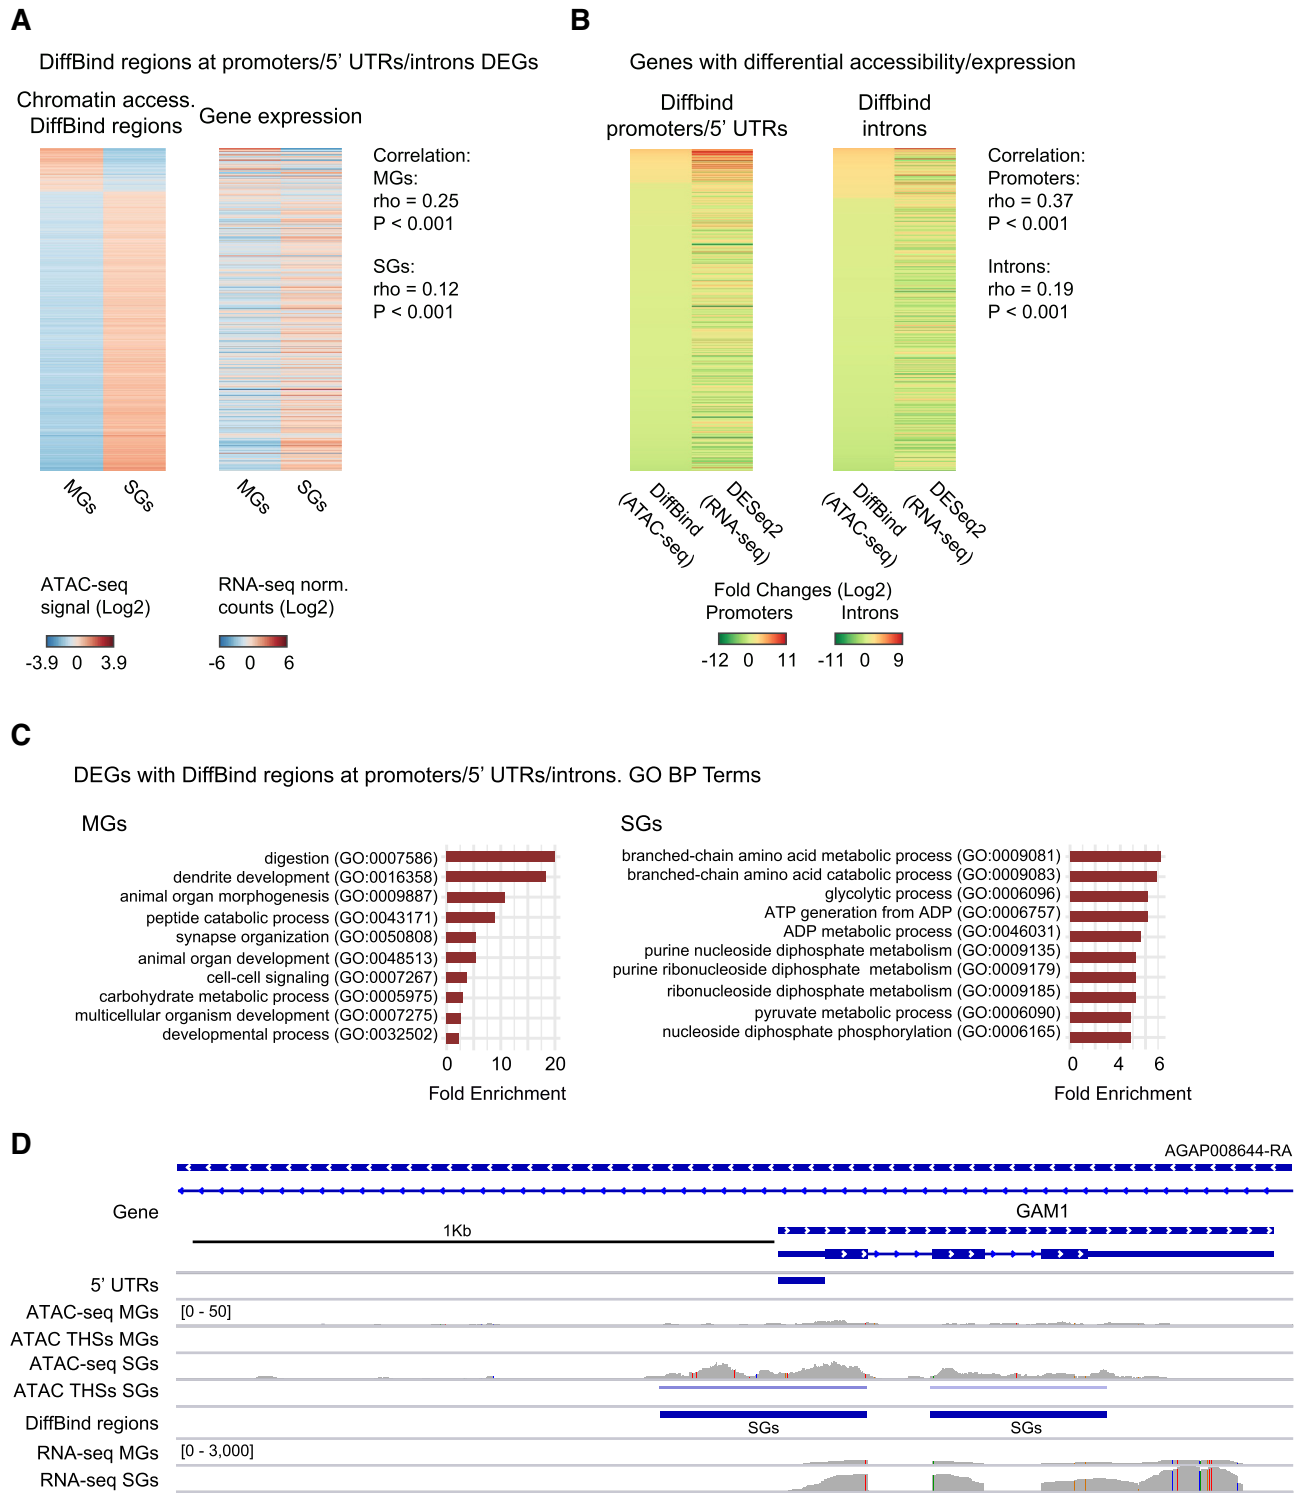 A
DiffBind regions at promoters/5’ UTRs/introns DEGs
Chromatin access.
DiffBind regions
Gene expression
Correlation:
MGs:
rho = 0.25
P < 0.001
SGs:
rho = 0.12
P < 0.001
MGs
SGs
MGs
SGs
ATAC-seq
signal (Log2)
-3.9 0 3.9
RNA-seq norm.
counts (Log2)
-6 0 6
B
Genes with differential accessibility/expression
Diffbind
promoters/5’ UTRs
Diffbind
introns
Correlation:
Promoters:
rho = 0.37
P < 0.001
Introns:
rho = 0.19
P < 0.001
DiffBind
(ATAC-seq)
DESeq2
(RNA-seq)
DiffBind
(ATAC-seq)
DESeq2
(RNA-seq)
Fold Changes (Log2)
Promoters
Introns
-12 0 11
-11 0 9
C
DEGs with DiffBind regions at promoters/5’ UTRs/introns. GO BP Terms
MGs
digestion (GO:0007586)
dendrite development (GO:0016358)
animal organ morphogenesis (GO:0009887)
peptide catabolic process (GO:0043171)
synapse organization (GO:0050808)
animal organ development (GO:0048513)
cell-cell signaling (GO:0007267)
carbohydrate metabolic process (GO:0005975)
multicellular organism development (GO:0007275)
developmental process (GO:0032502)
0 10 20
Fold Enrichment
SGs
branched-chain amino acid metabolic process (GO:0009081)
branched-chain amino acid catabolic process (GO:0009083)
glycolytic process (GO:0006096)
ATP generation from ADP (GO:0006757)
ADP metabolic process (GO:0046031)
purine nucleoside diphosphate metabolism (GO:0009135)
purine ribonucleoside diphosphate  metabolism (GO:0009179)
ribonucleoside diphosphate metabolism (GO:0009185)
pyruvate metabolic process (GO:0006090)
nucleoside diphosphate phosphorylation (GO:0006165)
0 4 6
Fold Enrichment
D
AGAP008644-RA
Gene
GAM1
1Kb
5’ UTRs
ATAC-seq MGs
[0 - 50]
ATAC THSs MGs
ATAC-seq SGs
ATAC THSs SGs
DiffBind regions
SGs
SGs
RNA-seq MGs
[0 - 3,000]
RNA-seq SGs